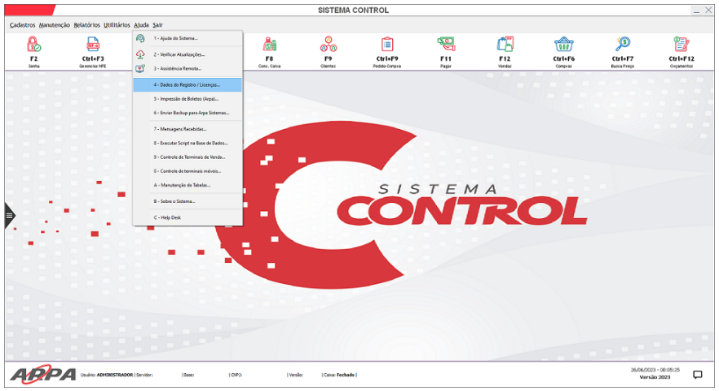 SISTEMA CONTROL
Cadastros Manutenção Relatórios Utilitários Ajuda Sair
F2
Senha
Ctrl+F3
Gerenciar NFE
F8
Conc. Caixa
F9
Clientes
Ctrl+F9
Pedido Compra
F11
Pagar
F12
Vendas
Ctrl+F6
Compras
Ctrl+F7
Busca Preço
Ctrl+F12
Orçamentos
1 - Ajuda do Sistema...
2 - Verificar Atualizações...
3 - Assistência Remota...
4 - Dados do Registro / Licenças...
5 - Impressão de Boletos (Arpa)...
6 - Enviar Backup para Arpa Sistemas...
7 - Mensagens Recebidas...
8 - Executar Script na Base de Dados...
9 - Controle de Terminais de Venda...
0 - Controle de terminais móveis...
A - Manutenção de Tabelas...
B - Sobre o Sistema...
C - Help Desk
SISTEMA
CONTROL
ARPA
Usuário: ADMINISTRADOR | Servidor: | Base: | CNPJ: | Versão: | Caixa: Fechado |
26/06/2023 - 08:05:25
Versão 2023